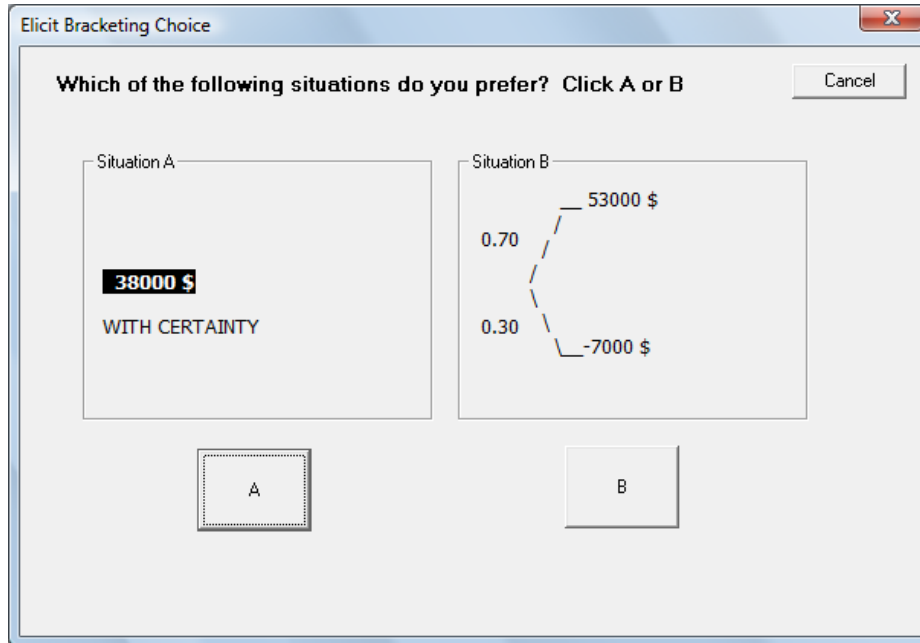 Elicit Bracketing Choice
Which of the following situations do you prefer?  Click A or B
Cancel
Situation A
38000 $
WITH CERTAINTY
Situation B
53000 $
0.70
0.30
-7000 $
A
B